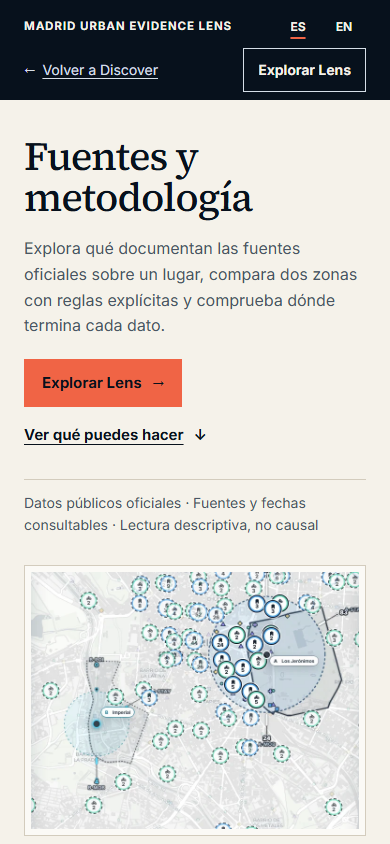 MADRID URBAN EVIDENCE LENS
ES EN
← Volver a Discover
Explorar Lens
Fuentes y
metodología
Explora qué documentan las fuentes
oficiales sobre un lugar, compara dos zonas
con reglas explícitas y comprueba dónde
termina cada dato.
Explorar Lens →
Ver qué puedes hacer ↓
Datos públicos oficiales · Fuentes y fechas
consultables · Lectura descriptiva, no causal
A Los Jerónimos
B Imperial